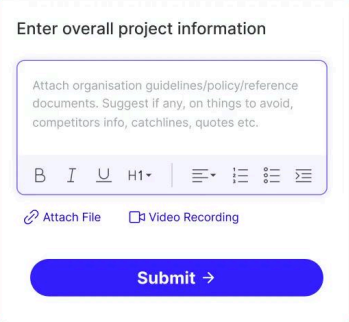 Enter overall project information
Attach organisation guidelines/policy/reference
documents. Suggest if any, on things to avoid,
competitors info, catchlines, quotes etc.
B I U H1
Attach File Video Recording
Submit →